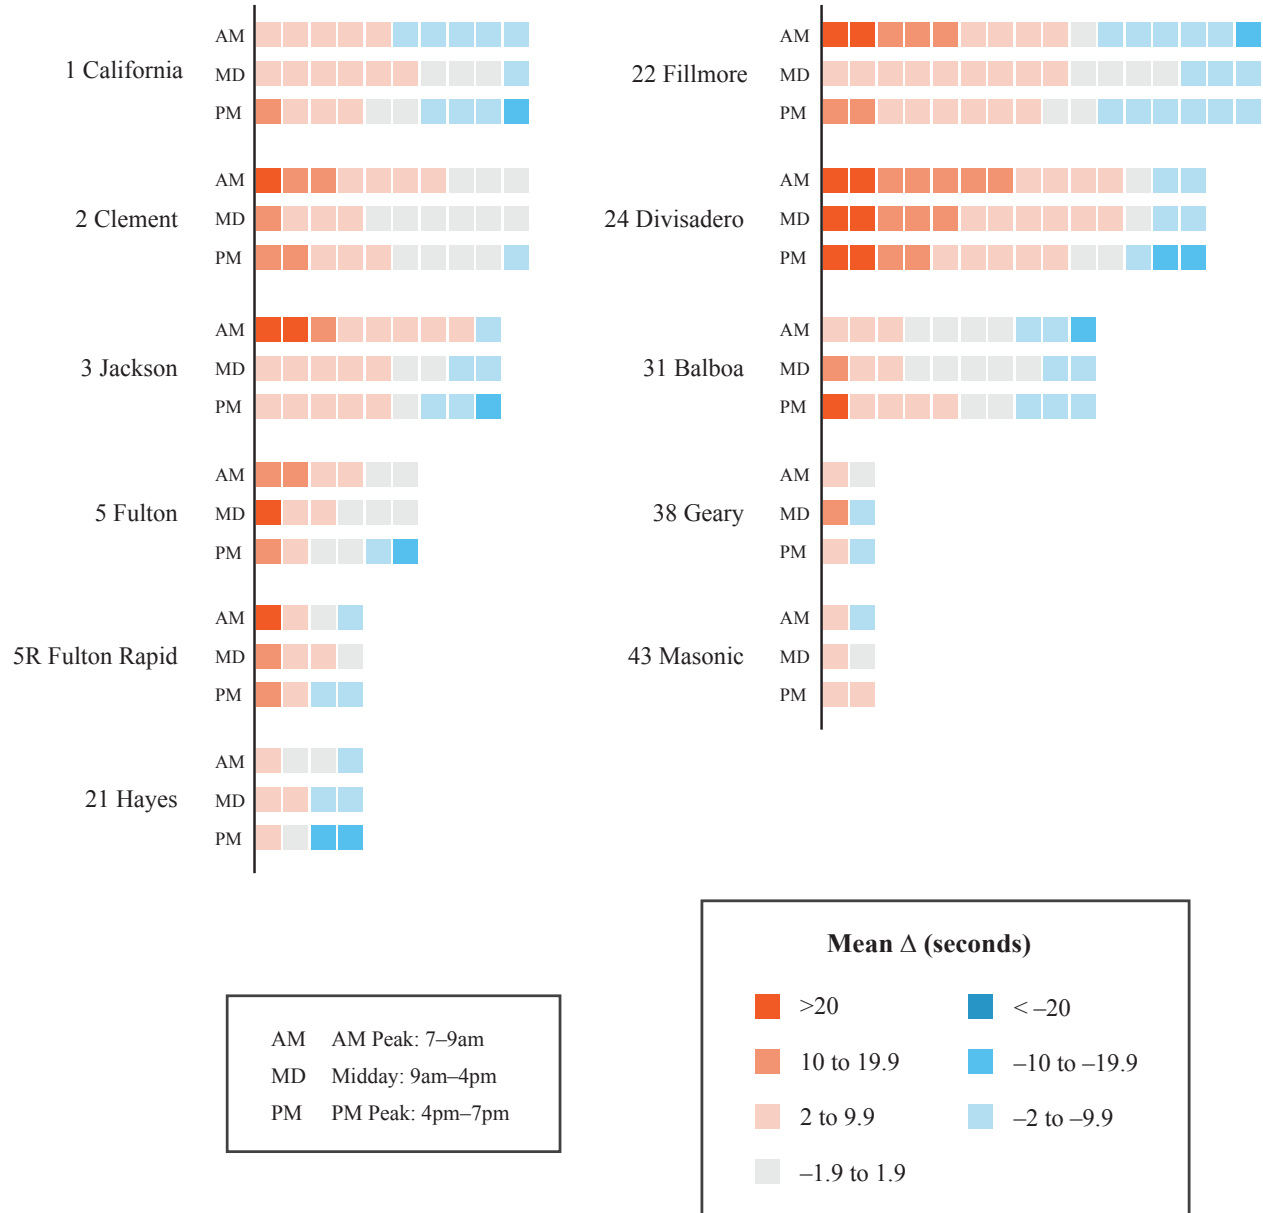 1 California
AM
MD
PM
2 Clement
AM
MD
PM
3 Jackson
AM
MD
PM
5 Fulton
AM
MD
PM
5R Fulton Rapid
AM
MD
PM
21 Hayes
AM
MD
PM
22 Fillmore
AM
MD
PM
24 Divisadero
AM
MD
PM
31 Balboa
AM
MD
PM
38 Geary
AM
MD
PM
43 Masonic
AM
MD
PM
AM AM Peak: 7–9am
MD Midday: 9am–4pm
PM PM Peak: 4pm–7pm
Mean Δ (seconds)
>20
10 to 19.9
2 to 9.9
–1.9 to 1.9
< –20
–10 to –19.9
–2 to –9.9